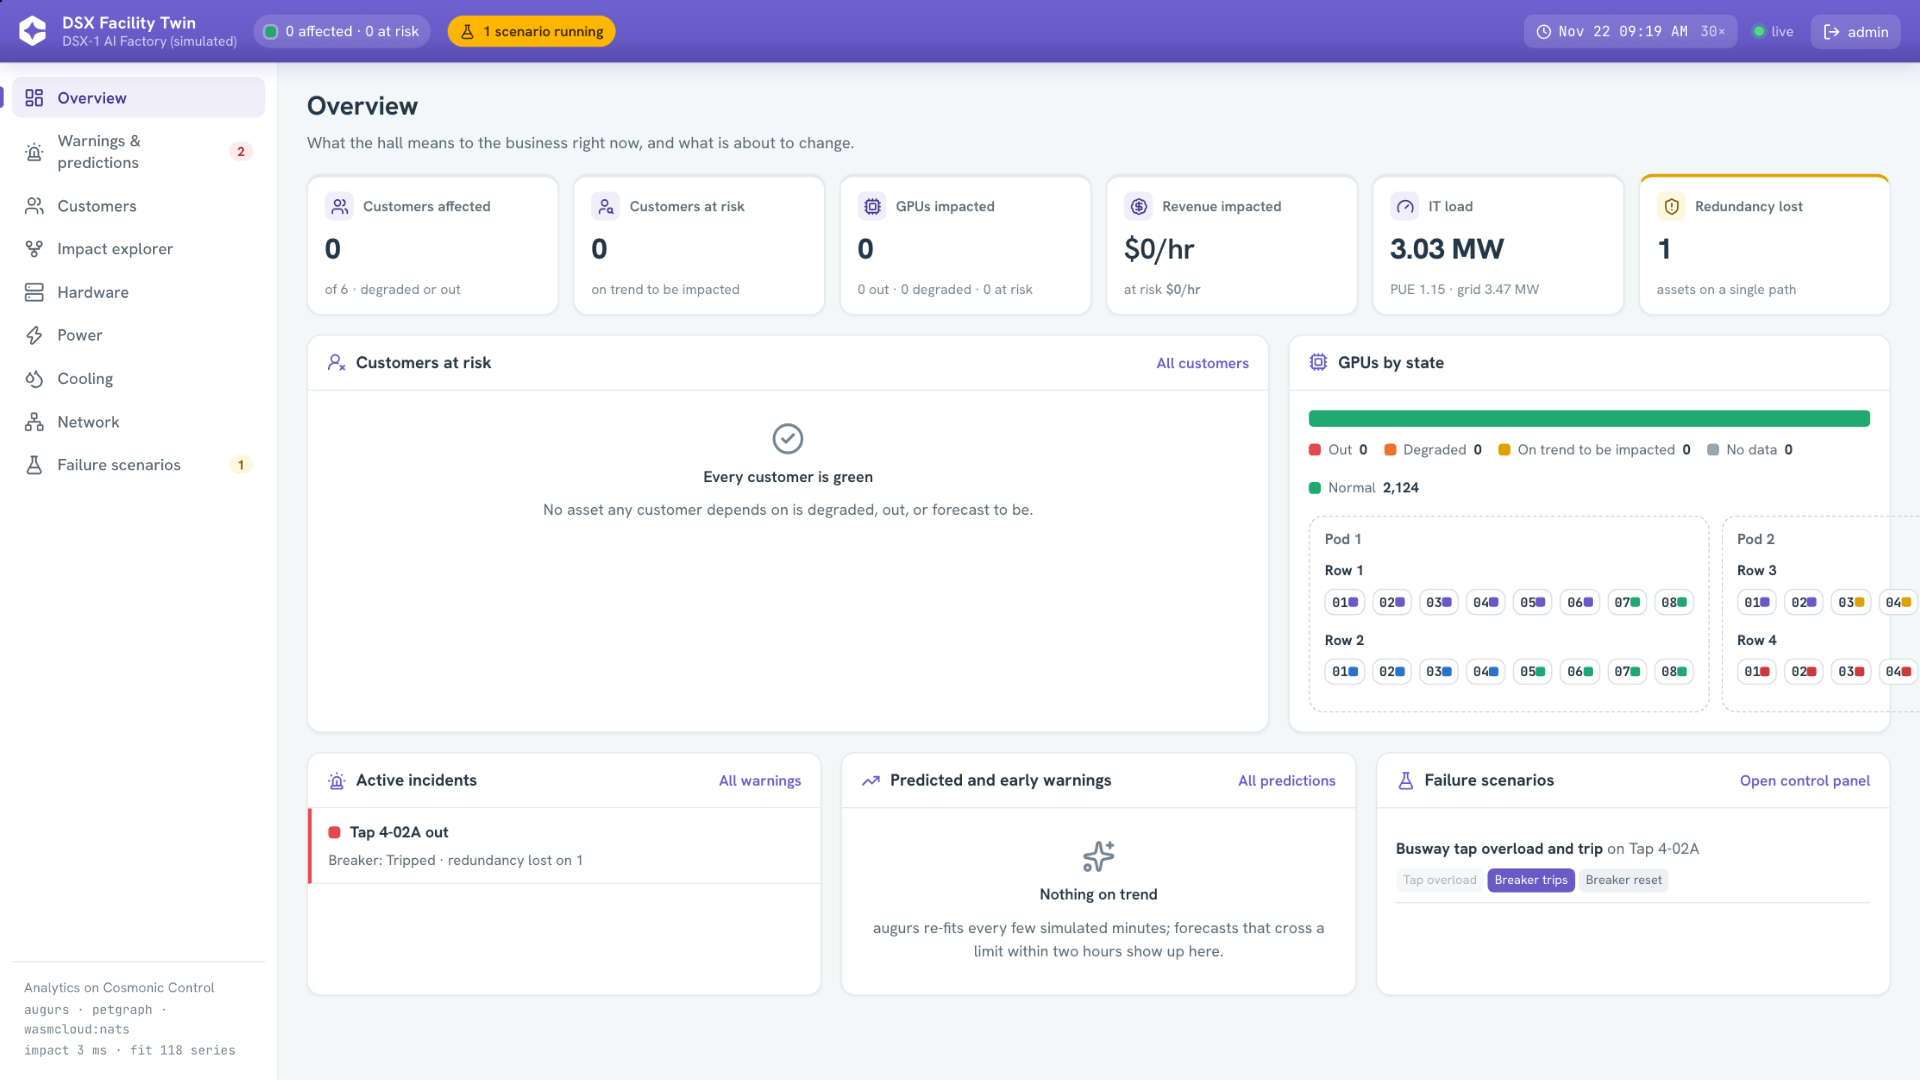 DSX Facility Twin
DSX-1 AI Factory (simulated)
0 affected · 0 at risk
1 scenario running
Nov 22 09:19 AM 30×
live
admin
Overview
Warnings &
predictions
2
Customers
Impact explorer
Hardware
Power
Cooling
Network
Failure scenarios
1
Analytics on Cosmonic Control
augurs · petgraph ·
wasmcloud:nats
impact 3 ms · fit 118 series
Overview
What the hall means to the business right now, and what is about to change.
Customers affected
0
of 6 · degraded or out
Customers at risk
0
on trend to be impacted
GPUs impacted
0
0 out · 0 degraded · 0 at risk
Revenue impacted
$0/hr
at risk $0/hr
IT load
3.03 MW
PUE 1.15 · grid 3.47 MW
Redundancy lost
1
assets on a single path
Customers at risk
All customers
Every customer is green
No asset any customer depends on is degraded, out, or forecast to be.
GPUs by state
Out 0 Degraded 0 On trend to be impacted 0 No data 0
Normal 2,124
Pod 1
Row 1
01 02 03 04 05 06 07 08
Row 2
01 02 03 04 05 06 07 08
Pod 2
Row 3
01 02 03 04
Row 4
01 02 03 04
Active incidents
All warnings
Tap 4-02A out
Breaker: Tripped · redundancy lost on 1
Predicted and early warnings
All predictions
Nothing on trend
augurs re-fits every few simulated minutes; forecasts that cross a
limit within two hours show up here.
Failure scenarios
Open control panel
Busway tap overload and trip on Tap 4-02A
Tap overload Breaker trips Breaker reset